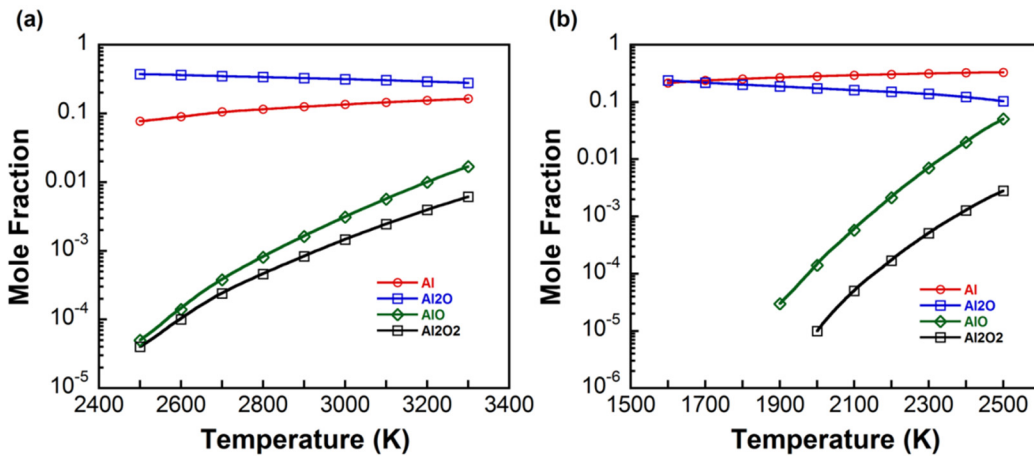 (a)
Mole Fraction
1
0.1
0.01
10-3
10-4
10-5
Al
Al2O
AlO
Al2O2
2400 2600 2800 3000 3200 3400
Temperature (K)
(b)
Mole Fraction
1
0.1
0.01
10-3
10-4
10-5
10-6
Al
Al2O
AlO
Al2O2
1500 1700 1900 2100 2300 2500
Temperature (K)